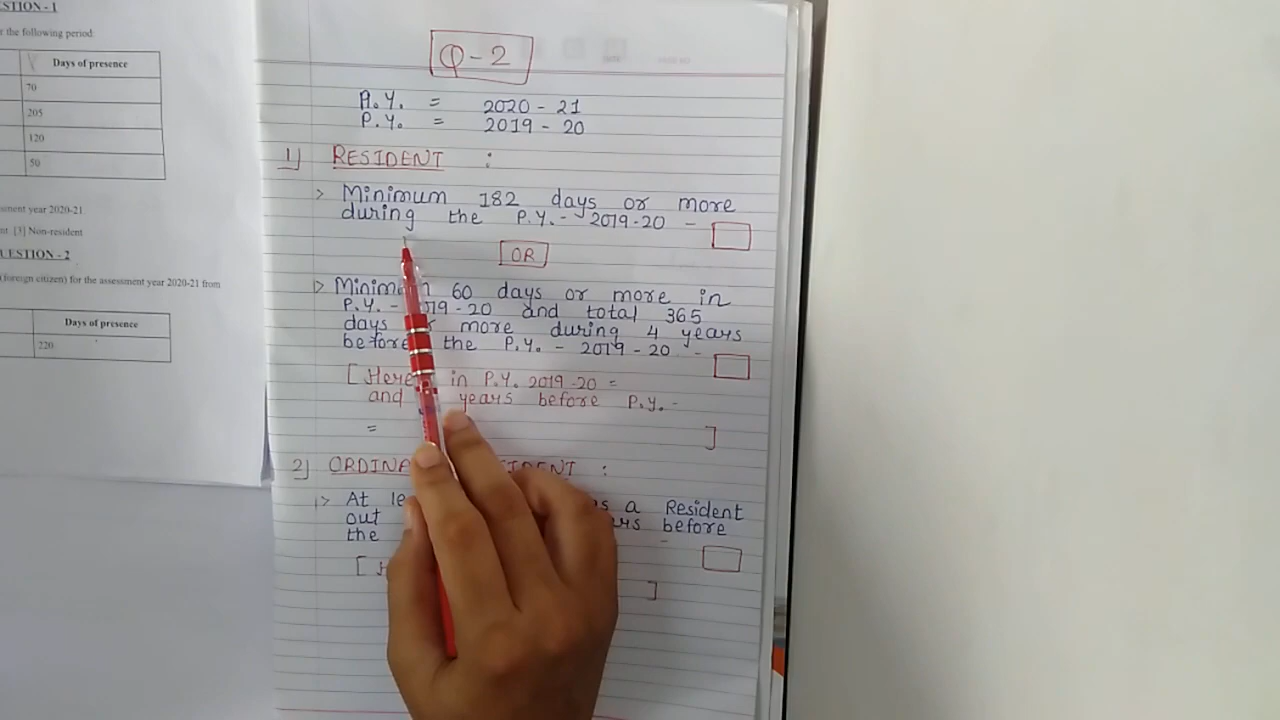 STION - 1
r the following period:
Days of presence
70
205
120
50
ssment year 2020-21
nt [3] Non-resident
UESTION - 2
(foreign citizen) for the assessment year 2020-21 from
Days of presence
220
Q - 2
A.Y. = 2020 - 21
P.Y. = 2019 - 20
1] RESIDENT :
> Minimum 182 days or more
during the P.Y. - 2019-20 -
OR
> Minim 60 days or more in
P.Y. - 2019 - 20 and total 365
days more during 4 years
before the P.Y. - 2019 - 20 -
[ Here in P.Y. 2019-20 =
and years before P.Y. -
= ]
2] ORDINA IDENT :
> At le s a Resident
out rs before
the -
[ H ]